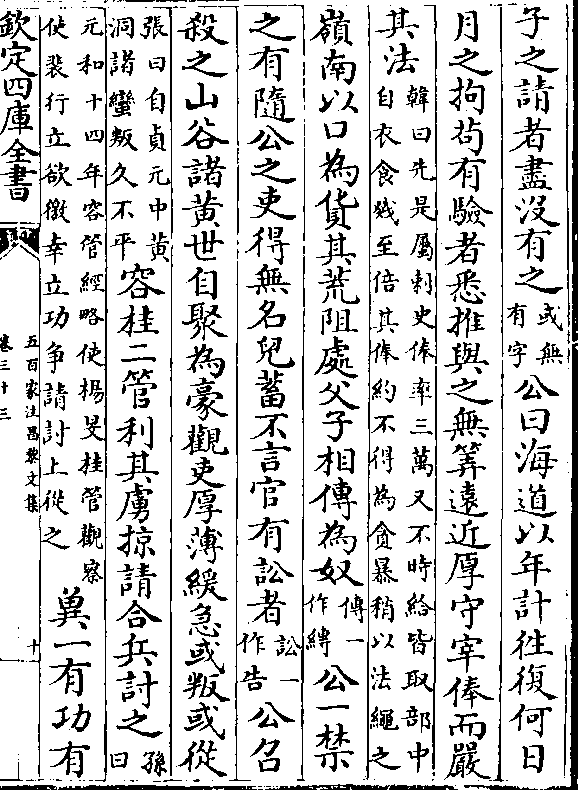 子之請者盡沒有之或無有字公曰海道以年計往復何日
月之拘苟有驗者悉推與之無筭遠近厚守宰俸而嚴
其法韓曰先是屬刺史俸率三萬又不時給皆取部中自衣食錢至倍其俸約不得為貪暴稍以法繩之
嶺南以口為貨其荒阻處父子相傳為奴傳一作縛公一禁
之有隨公之吏得無名兒蓄不言官有訟者訟一作告公召
殺之山谷諸黄世自聚為豪觀吏厚薄緩急或叛或從
張曰自貞元中黄洞諸蠻叛久不平容桂二管利其虜掠請合兵討之孫曰
元和十四年容管經略使楊旻桂管觀察使裴行立欲徼幸立功争請討上從之冀一有功有
欽定四庫全書
五百家注昌黎文集
卷三十三
十